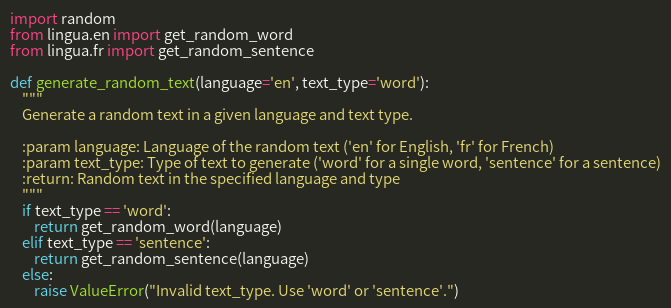 import random
from lingua.en import get_random_word
from lingua.fr import get_random_sentence

def generate_random_text(language='en', text_type='word'):
    """
    Generate a random text in a given language and text type.

    :param language: Language of the random text ('en' for English, 'fr' for French)
    :param text_type: Type of text to generate ('word' for a single word, 'sentence' for a sentence)
    :return: Random text in the specified language and type
    """
    if text_type == 'word':
        return get_random_word(language)
    elif text_type == 'sentence':
        return get_random_sentence(language)
    else:
        raise ValueError("Invalid text_type. Use 'word' or 'sentence'.")